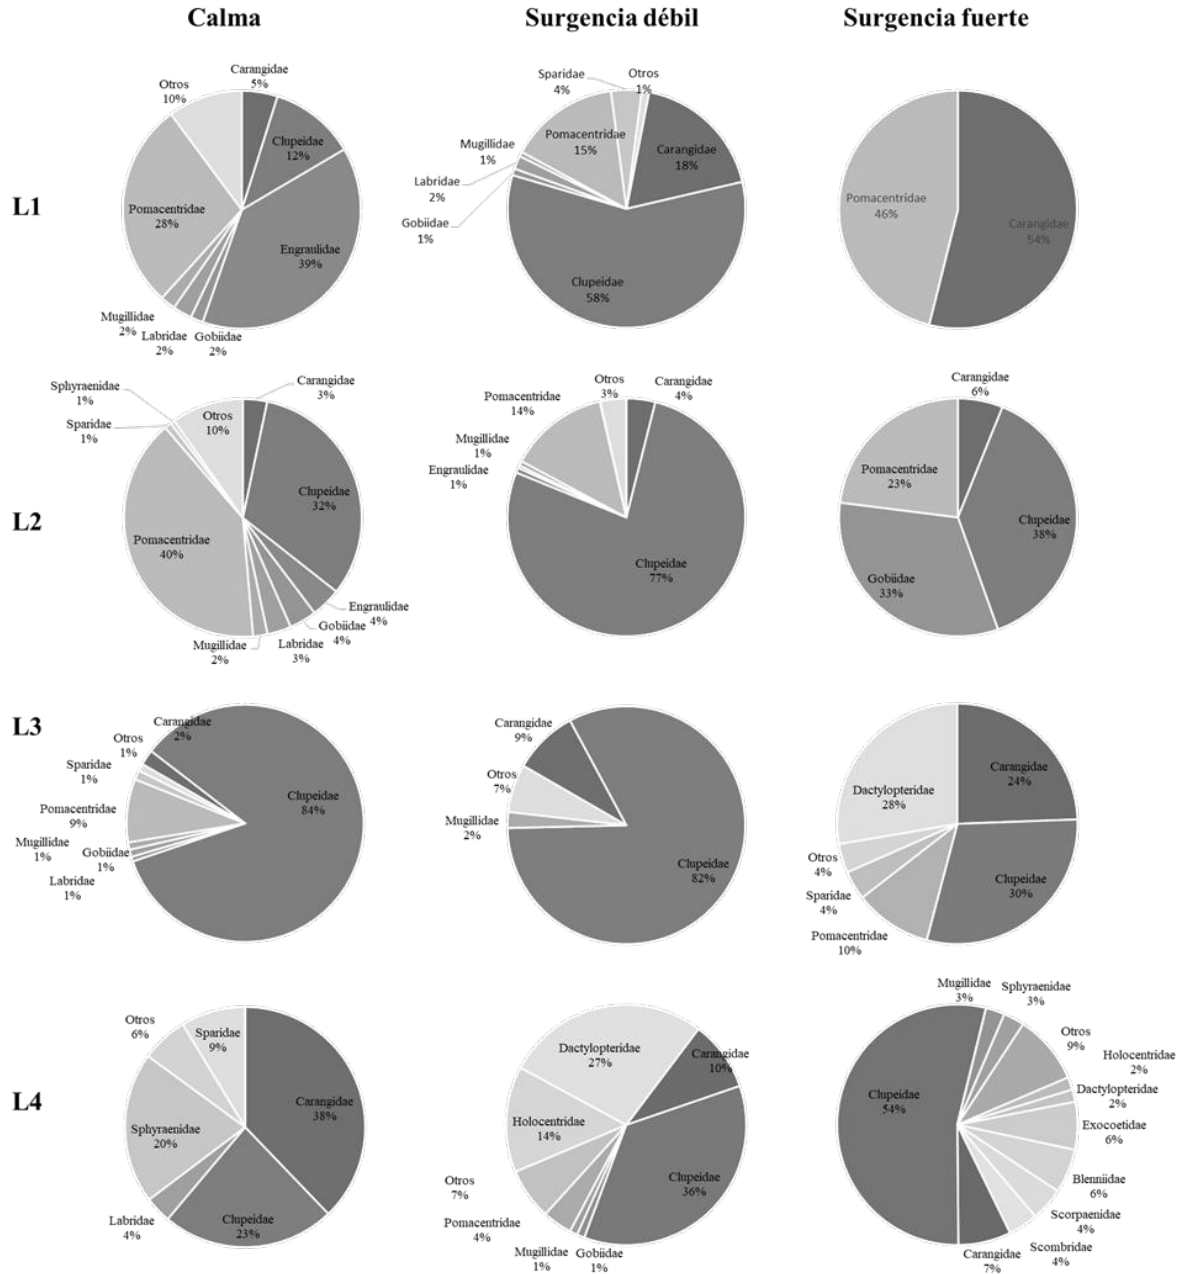 Calma
Surgencia débil
Surgencia fuerte
L1
Carangidae
5%
Clupeidae
12%
Engraulidae
39%
Gobiidae
2%
Labridae
2%
Mugillidae
2%
Pomacentridae
28%
Otros
10%
Otros
1%
Carangidae
18%
Clupeidae
58%
Gobiidae
1%
Labridae
2%
Mugillidae
1%
Pomacentridae
15%
Sparidae
4%
Carangidae
54%
Pomacentridae
46%
L2
Carangidae
3%
Clupeidae
32%
Engraulidae
4%
Gobiidae
4%
Labridae
3%
Mugillidae
2%
Pomacentridae
40%
Sparidae
1%
Sphyraenidae
1%
Otros
10%
Carangidae
4%
Clupeidae
77%
Engraulidae
1%
Mugillidae
1%
Pomacentridae
14%
Otros
3%
Carangidae
6%
Clupeidae
38%
Gobiidae
33%
Pomacentridae
23%
L3
Carangidae
2%
Clupeidae
84%
Gobiidae
1%
Labridae
1%
Mugillidae
1%
Pomacentridae
9%
Sparidae
1%
Otros
1%
Carangidae
9%
Clupeidae
82%
Mugillidae
2%
Otros
7%
Carangidae
24%
Clupeidae
30%
Pomacentridae
10%
Sparidae
4%
Otros
4%
Dactylopteridae
28%
L4
Carangidae
38%
Clupeidae
23%
Labridae
4%
Sphyraenidae
20%
Otros
6%
Sparidae
9%
Carangidae
10%
Clupeidae
36%
Gobiidae
1%
Mugillidae
1%
Pomacentridae
4%
Otros
7%
Holocentridae
14%
Dactylopteridae
27%
Mugillidae
3%
Sphyraenidae
3%
Otros
9%
Holocentridae
2%
Dactylopteridae
2%
Exocoetidae
6%
Blenniidae
6%
Scorpaenidae
4%
Scombridae
4%
Carangidae
7%
Clupeidae
54%